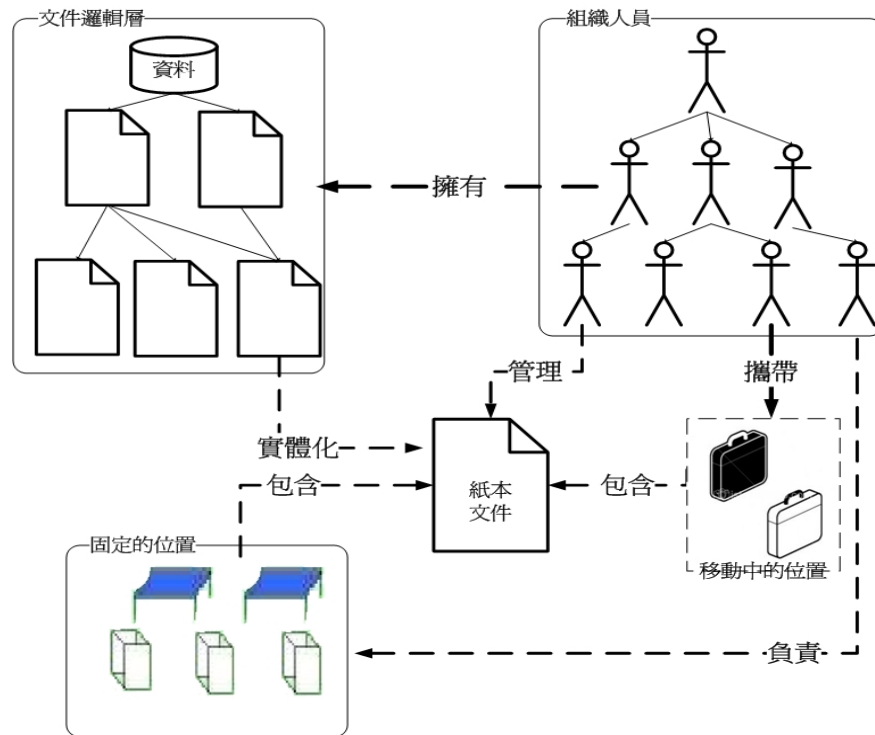 文件邏輯層
組織人員
資料
擁有
管理
攜帶
實體化
包含
紙本
文件
包含
固定的位置
移動中的位置
負責